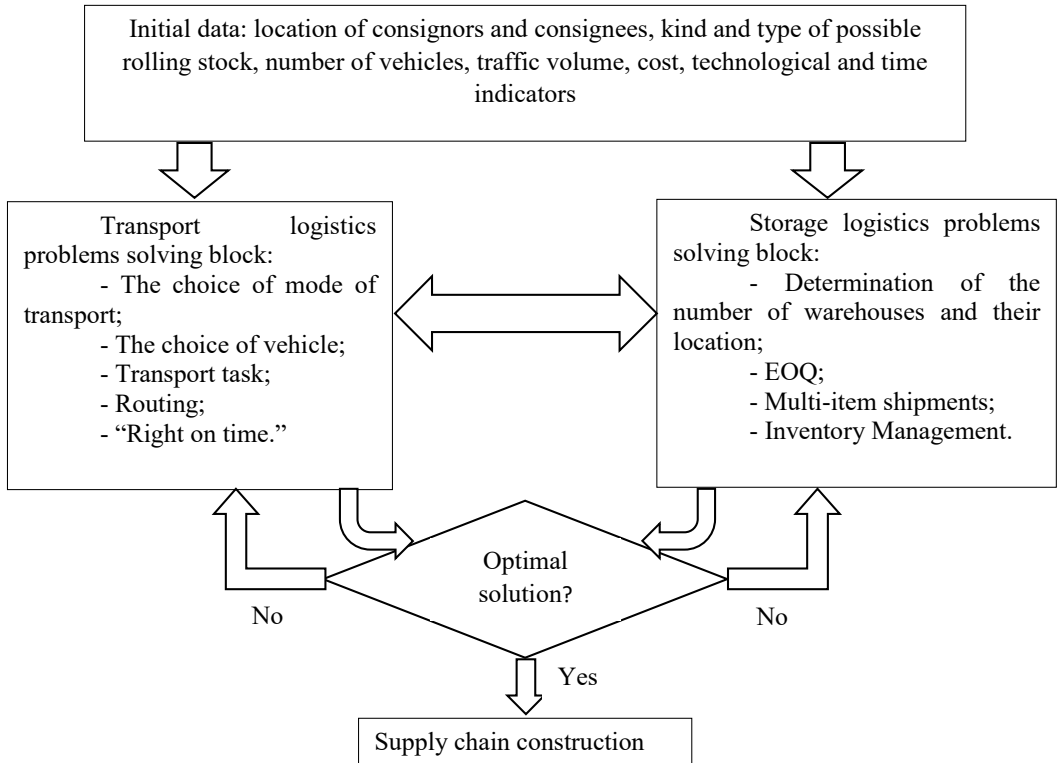 Initial data: location of consignors and consignees, kind and type of possible
rolling stock, number of vehicles, traffic volume, cost, technological and time
indicators
Transport logistics
problems solving block:
- The choice of mode of
transport;
- The choice of vehicle;
- Transport task;
- Routing;
- “Right on time.”
Storage logistics problems
solving block:
- Determination of the
number of warehouses and their
location;
- EOQ;
- Multi-item shipments;
- Inventory Management.
Optimal
solution?
No
No
Yes
Supply chain construction